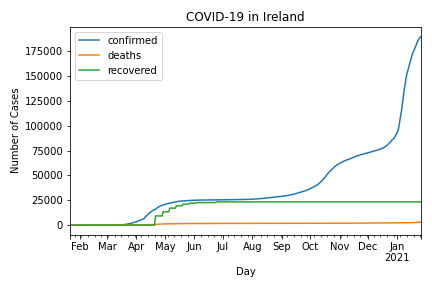 COVID-19 in Ireland
confirmed
deaths
recovered
Number of Cases
175000
150000
125000
100000
75000
50000
25000
0
Feb Mar Apr May Jun Jul Aug Sep Oct Nov Dec Jan
2021
Day